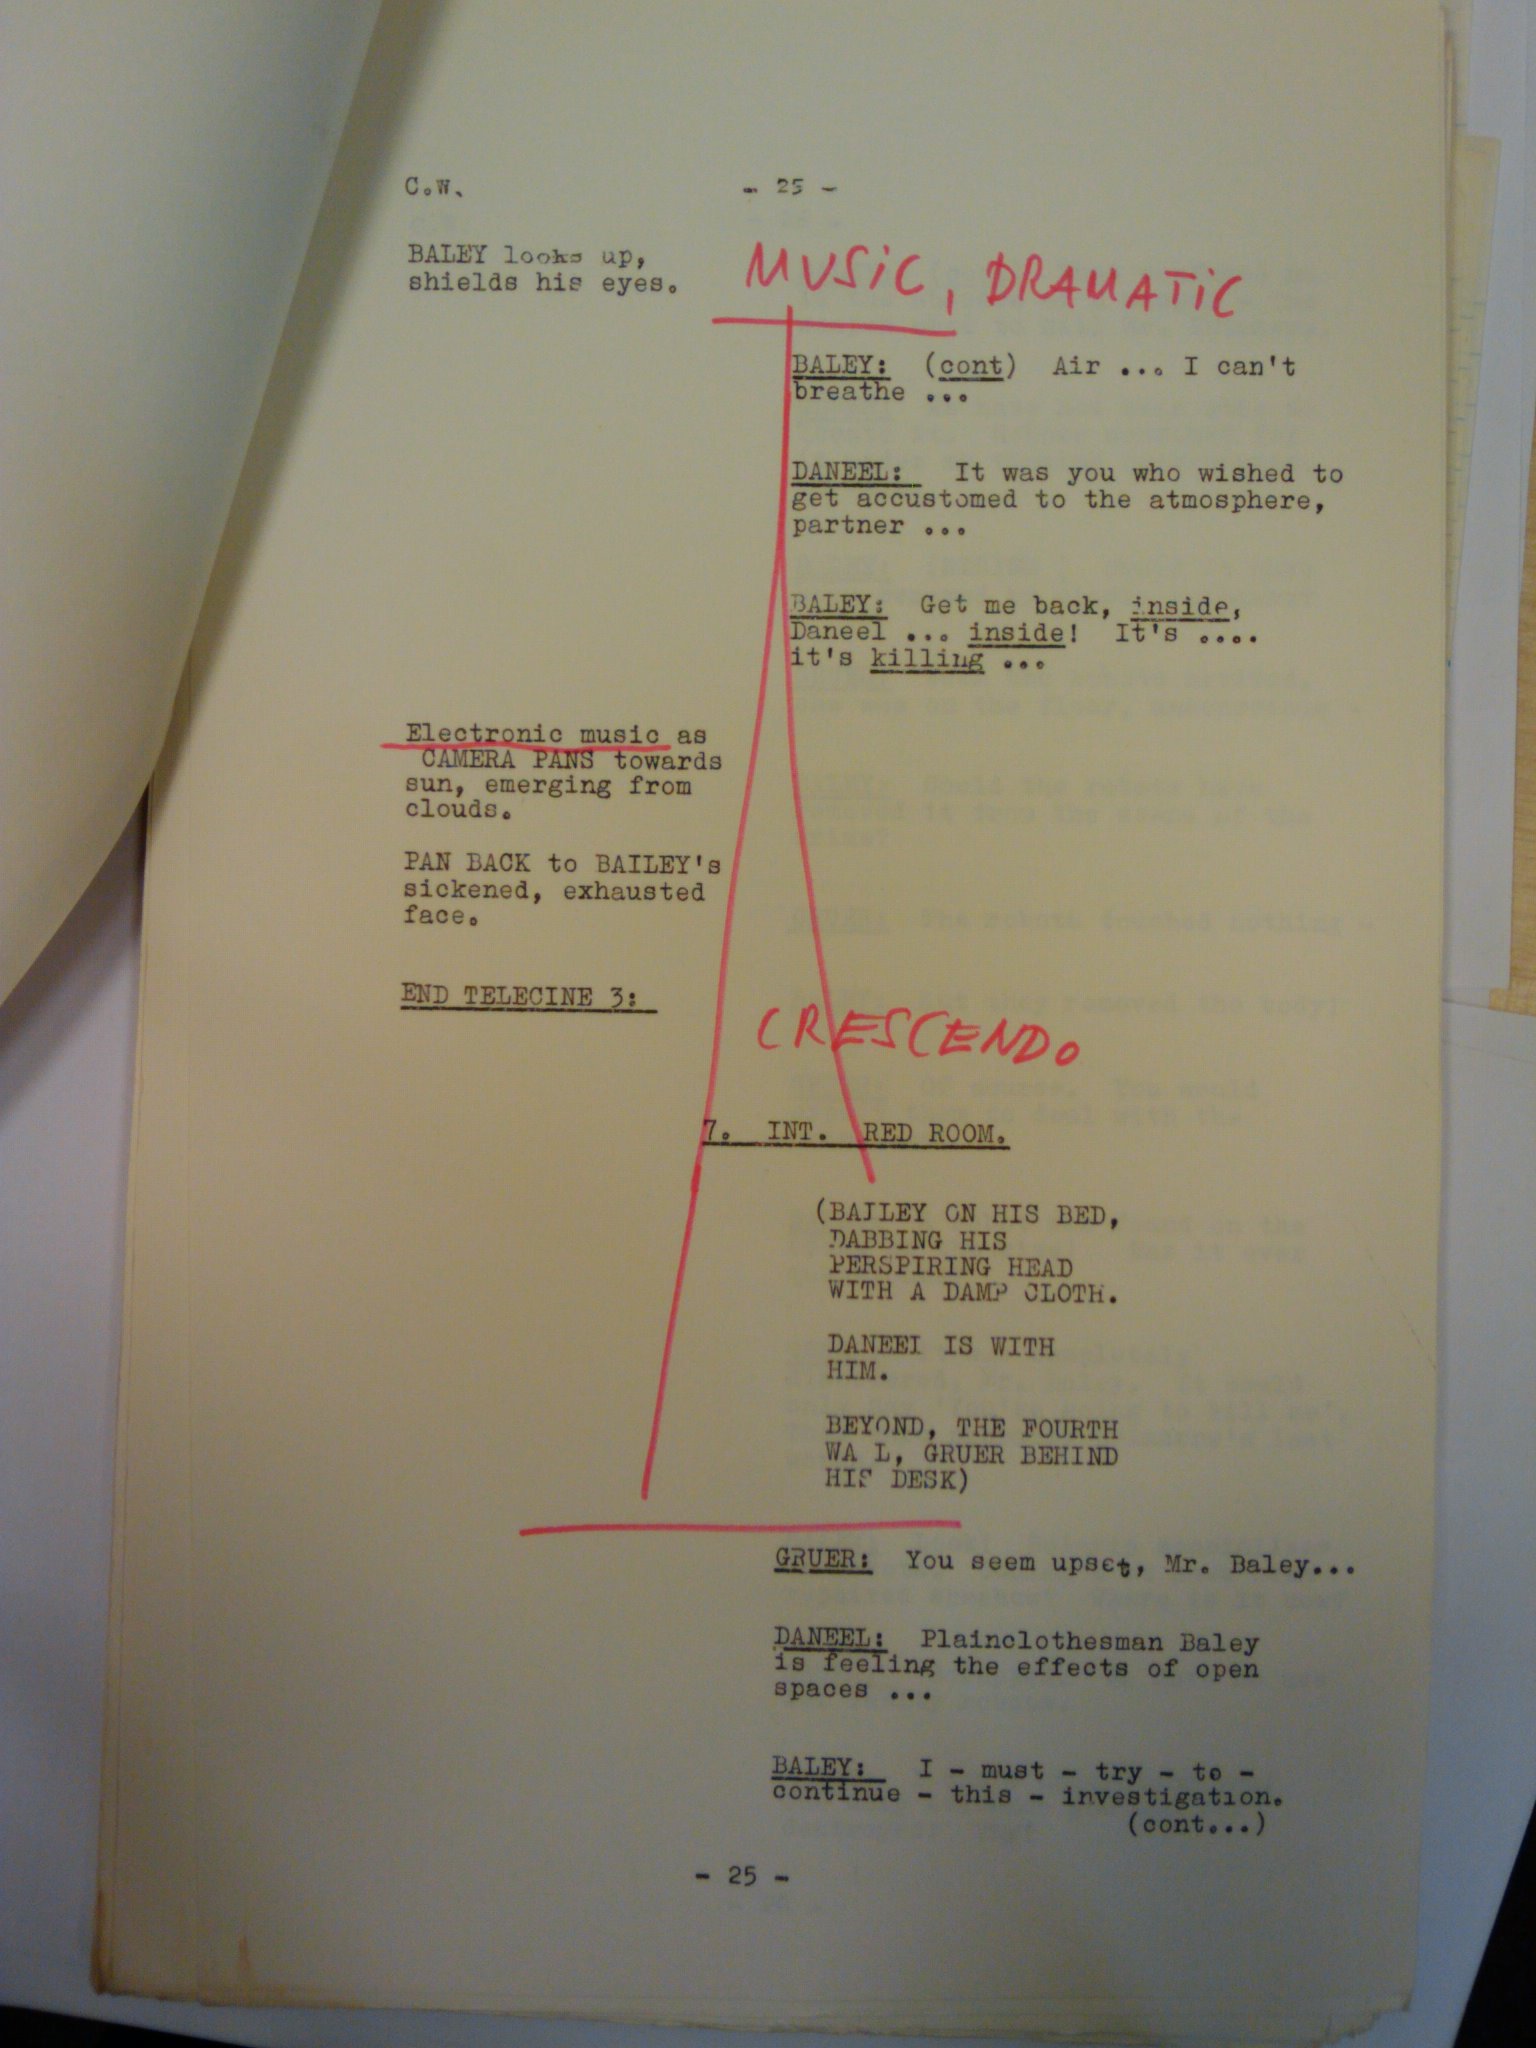 C.W. - 25 -
BALEY looks up,
shields his eyes.
MUSIC, DRAMATIC
BALEY: (cont) Air ... I can't
breathe ...
DANEEL: It was you who wished to
get accustomed to the atmosphere,
partner ...
BALEY: Get me back, inside,
Daneel ... inside! It's ....
it's killing ...
Electronic music as
CAMERA PANS towards
sun, emerging from
clouds.
PAN BACK to BAILEY's
sickened, exhausted
face.
END TELECINE 3:
CRESCENDO
7. INT. RED ROOM.
(BAILEY ON HIS BED,
DABBING HIS
PERSPIRING HEAD
WITH A DAMP CLOTH.
DANEEL IS WITH
HIM.
BEYOND, THE FOURTH
WA L, GRUER BEHIND
HIS DESK)
GRUER: You seem upset, Mr. Baley...
DANEEL: Plainclothesman Baley
is feeling the effects of open
spaces ...
BALEY: I - must - try - to -
continue - this - investigation.
(cont...)
- 25 -